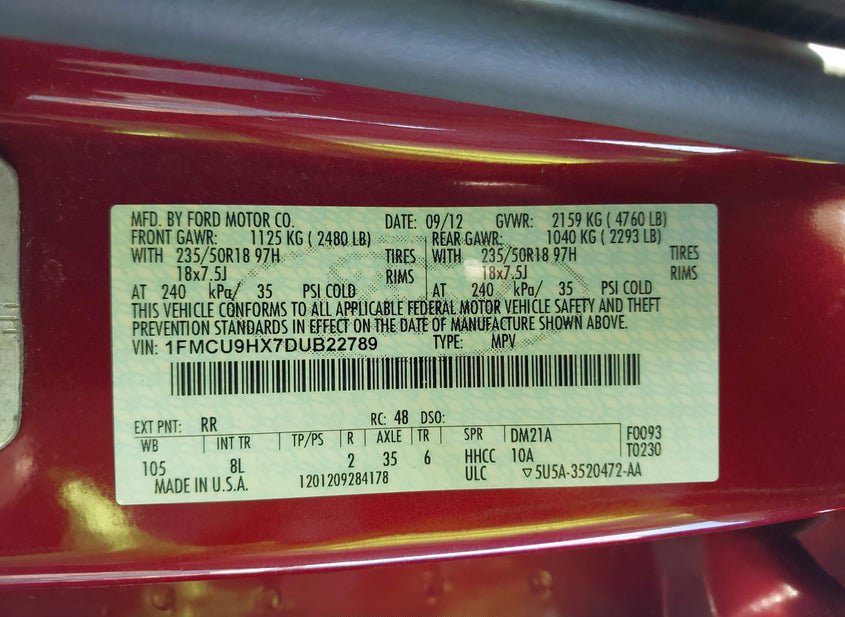 MFD. BY FORD MOTOR CO. DATE: 09/12 GVWR: 2159 KG ( 4760 LB)
FRONT GAWR: 1125 KG ( 2480 LB) REAR GAWR: 1040 KG ( 2293 LB)
WITH 235/50R18 97H TIRES WITH 235/50R18 97H TIRES
18x7.5J RIMS 18x7.5J RIMS
AT 240 kPa/ 35 PSI COLD AT 240 kPa/ 35 PSI COLD
THIS VEHICLE CONFORMS TO ALL APPLICABLE FEDERAL MOTOR VEHICLE SAFETY AND THEFT
PREVENTION STANDARDS IN EFFECT ON THE DATE OF MANUFACTURE SHOWN ABOVE.
VIN: 1FMCU9HX7DUB22789 TYPE: MPV
EXT PNT: RR RC: 48 DSO:
WB INT TR TP/PS R AXLE TR SPR DM21A F0093
105 8L 2 35 6 HHCC 10A T0230
MADE IN U.S.A. 1201209284178 ULC ▽5U5A-3520472-AA